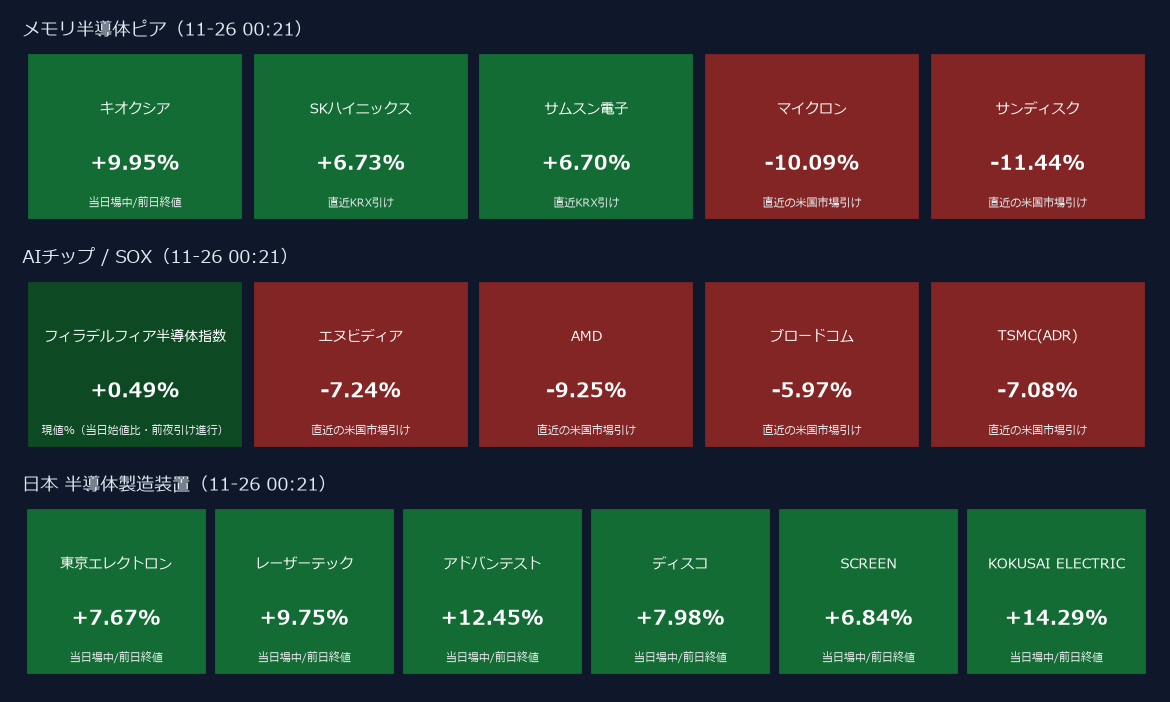 メモリ半導体ピア（11-26 00:21）
キオクシア
+9.95%
当日場中/前日終値
SKハイニックス
+6.73%
直近KRX引け
サムスン電子
+6.70%
直近KRX引け
マイクロン
-10.09%
直近の米国市場引け
サンディスク
-11.44%
直近の米国市場引け
AIチップ / SOX（11-26 00:21）
フィラデルフィア半導体指数
+0.49%
現値%（当日始値比・前夜引け進行）
エヌビディア
-7.24%
直近の米国市場引け
AMD
-9.25%
直近の米国市場引け
ブロードコム
-5.97%
直近の米国市場引け
TSMC(ADR)
-7.08%
直近の米国市場引け
日本 半導体製造装置（11-26 00:21）
東京エレクトロン
+7.67%
当日場中/前日終値
レーザーテック
+9.75%
当日場中/前日終値
アドバンテスト
+12.45%
当日場中/前日終値
ディスコ
+7.98%
当日場中/前日終値
SCREEN
+6.84%
当日場中/前日終値
KOKUSAI ELECTRIC
+14.29%
当日場中/前日終値